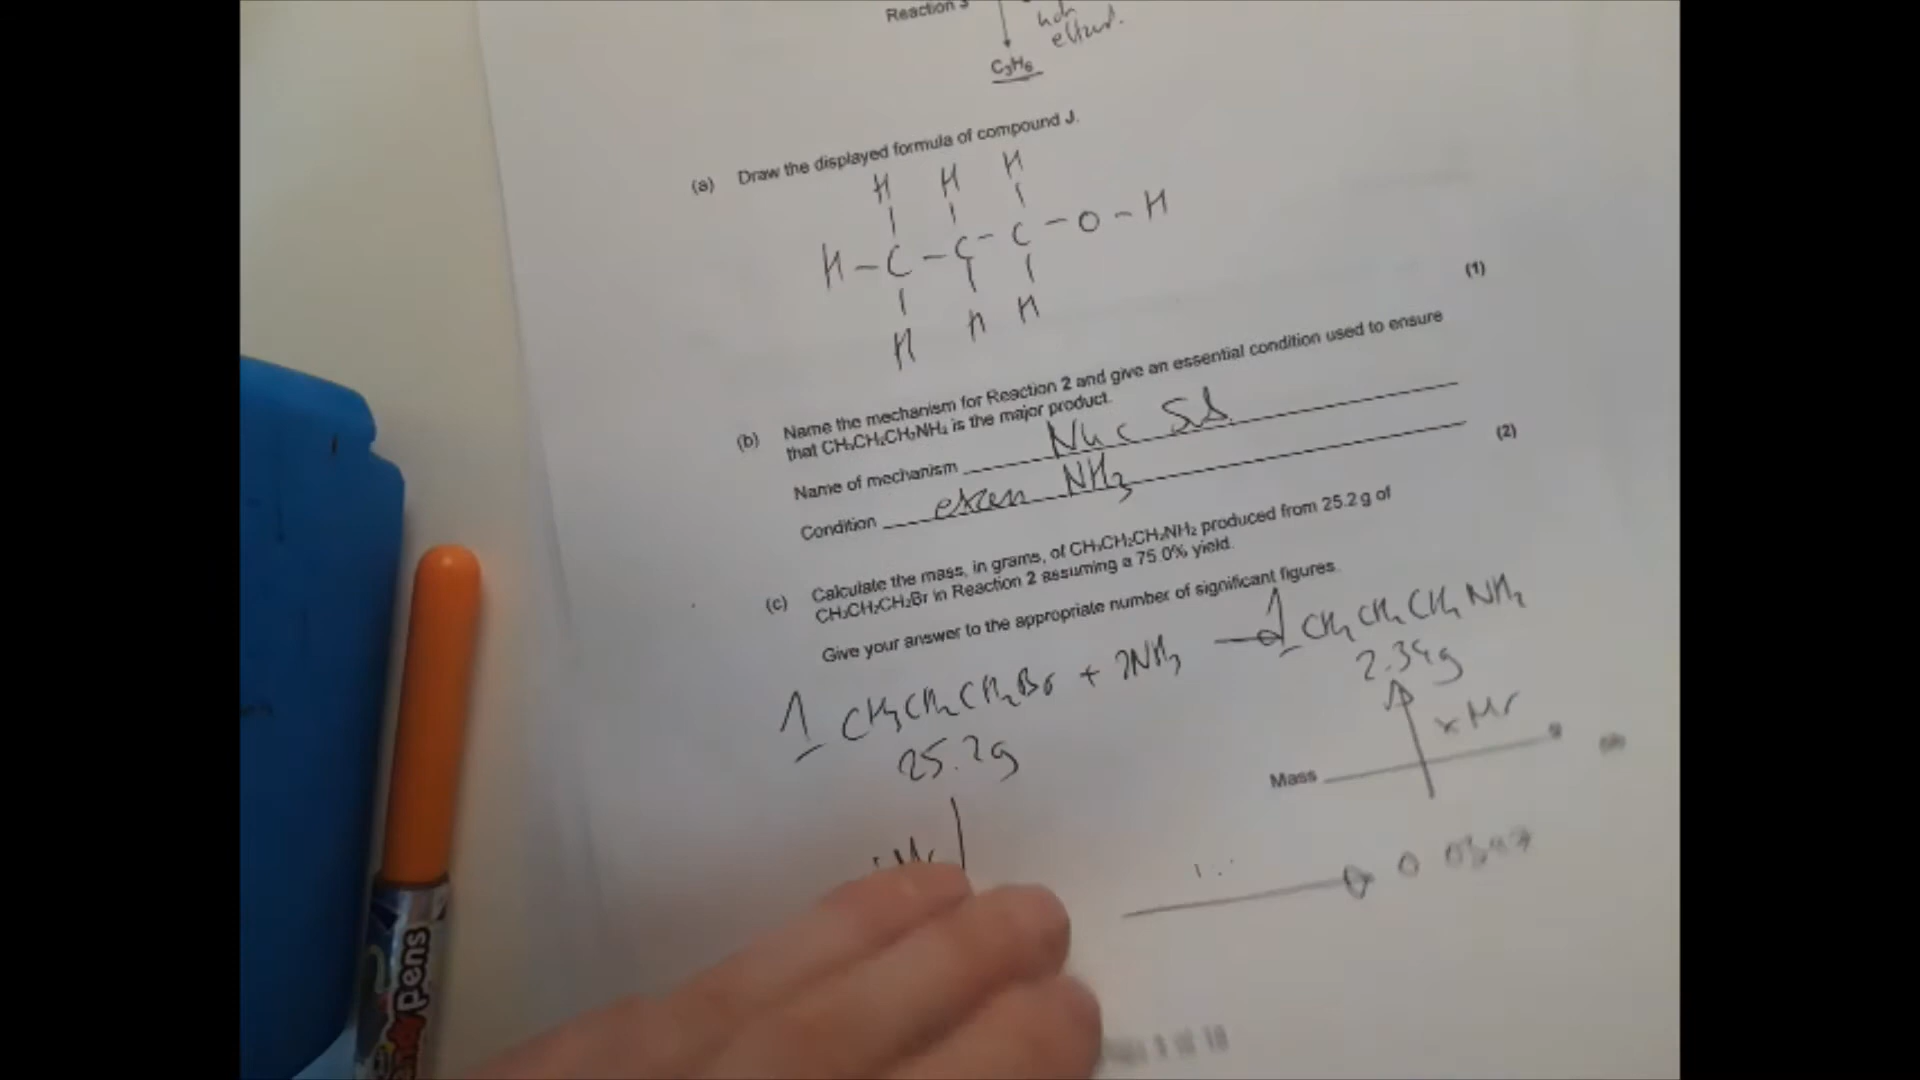 Reaction 3
hot
C₃H₆
(a) Draw the displayed formula of compound J.
H H H
H – C – C – C – O – H
H H H
(1)
(b) Name the mechanism for Reaction 2 and give an essential condition used to ensure
that CH₃CH₂CH₂NH₂ is the major product.
Name of mechanism Nuc Sub
Condition excess NH₃
(2)
(c) Calculate the mass, in grams, of CH₃CH₂CH₂NH₂ produced from 25.2 g of
CH₃CH₂CH₂Br in Reaction 2 assuming a 75.0% yield.
Give your answer to the appropriate number of significant figures.
1 CH₃CH₂CH₂Br + 2NH₃ → 1 CH₃CH₂CH₂NH₂
25.2g
2.34g
x Mr
Mass
Mr
pens